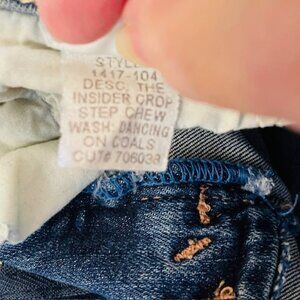 STYLE
1417-104
DESC. THE
INSIDER CROP
STEP CHEW
WASH: DANCING
ON COALS
CUT# 706038